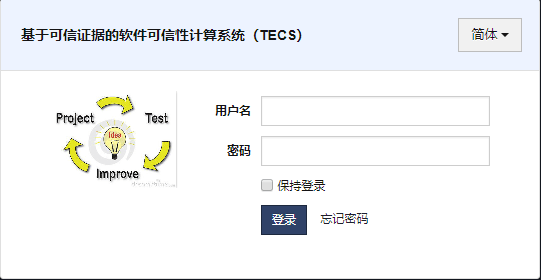 基于可信证据的软件可信性计算系统（TECS）
简体
Project
Test
Idea
Improve
用户名
密码
保持登录
登录
忘记密码